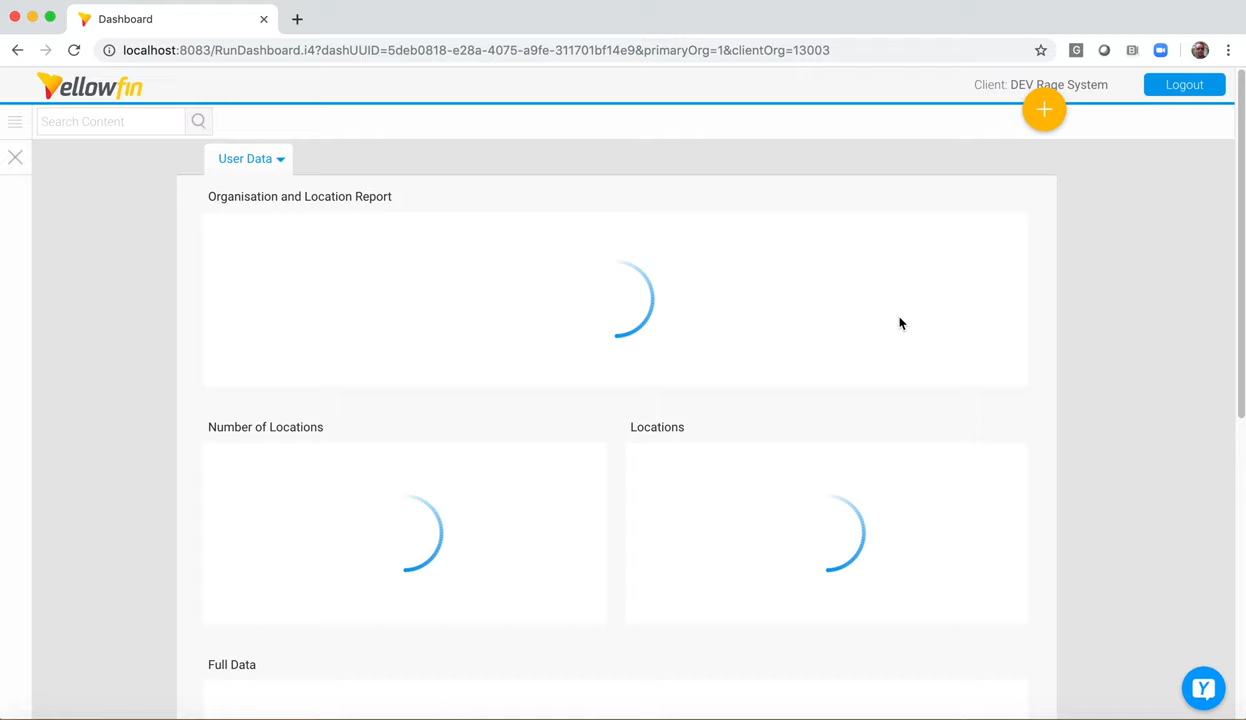 Dashboard
localhost:8083/RunDashboard.i4?dashUUID=5deb0818-e28a-4075-a9fe-311701bf14e9&primaryOrg=1&clientOrg=13003
Yellowfin
Client: DEV Rage System
Logout
Search Content
User Data
Organisation and Location Report
Number of Locations
Locations
Full Data